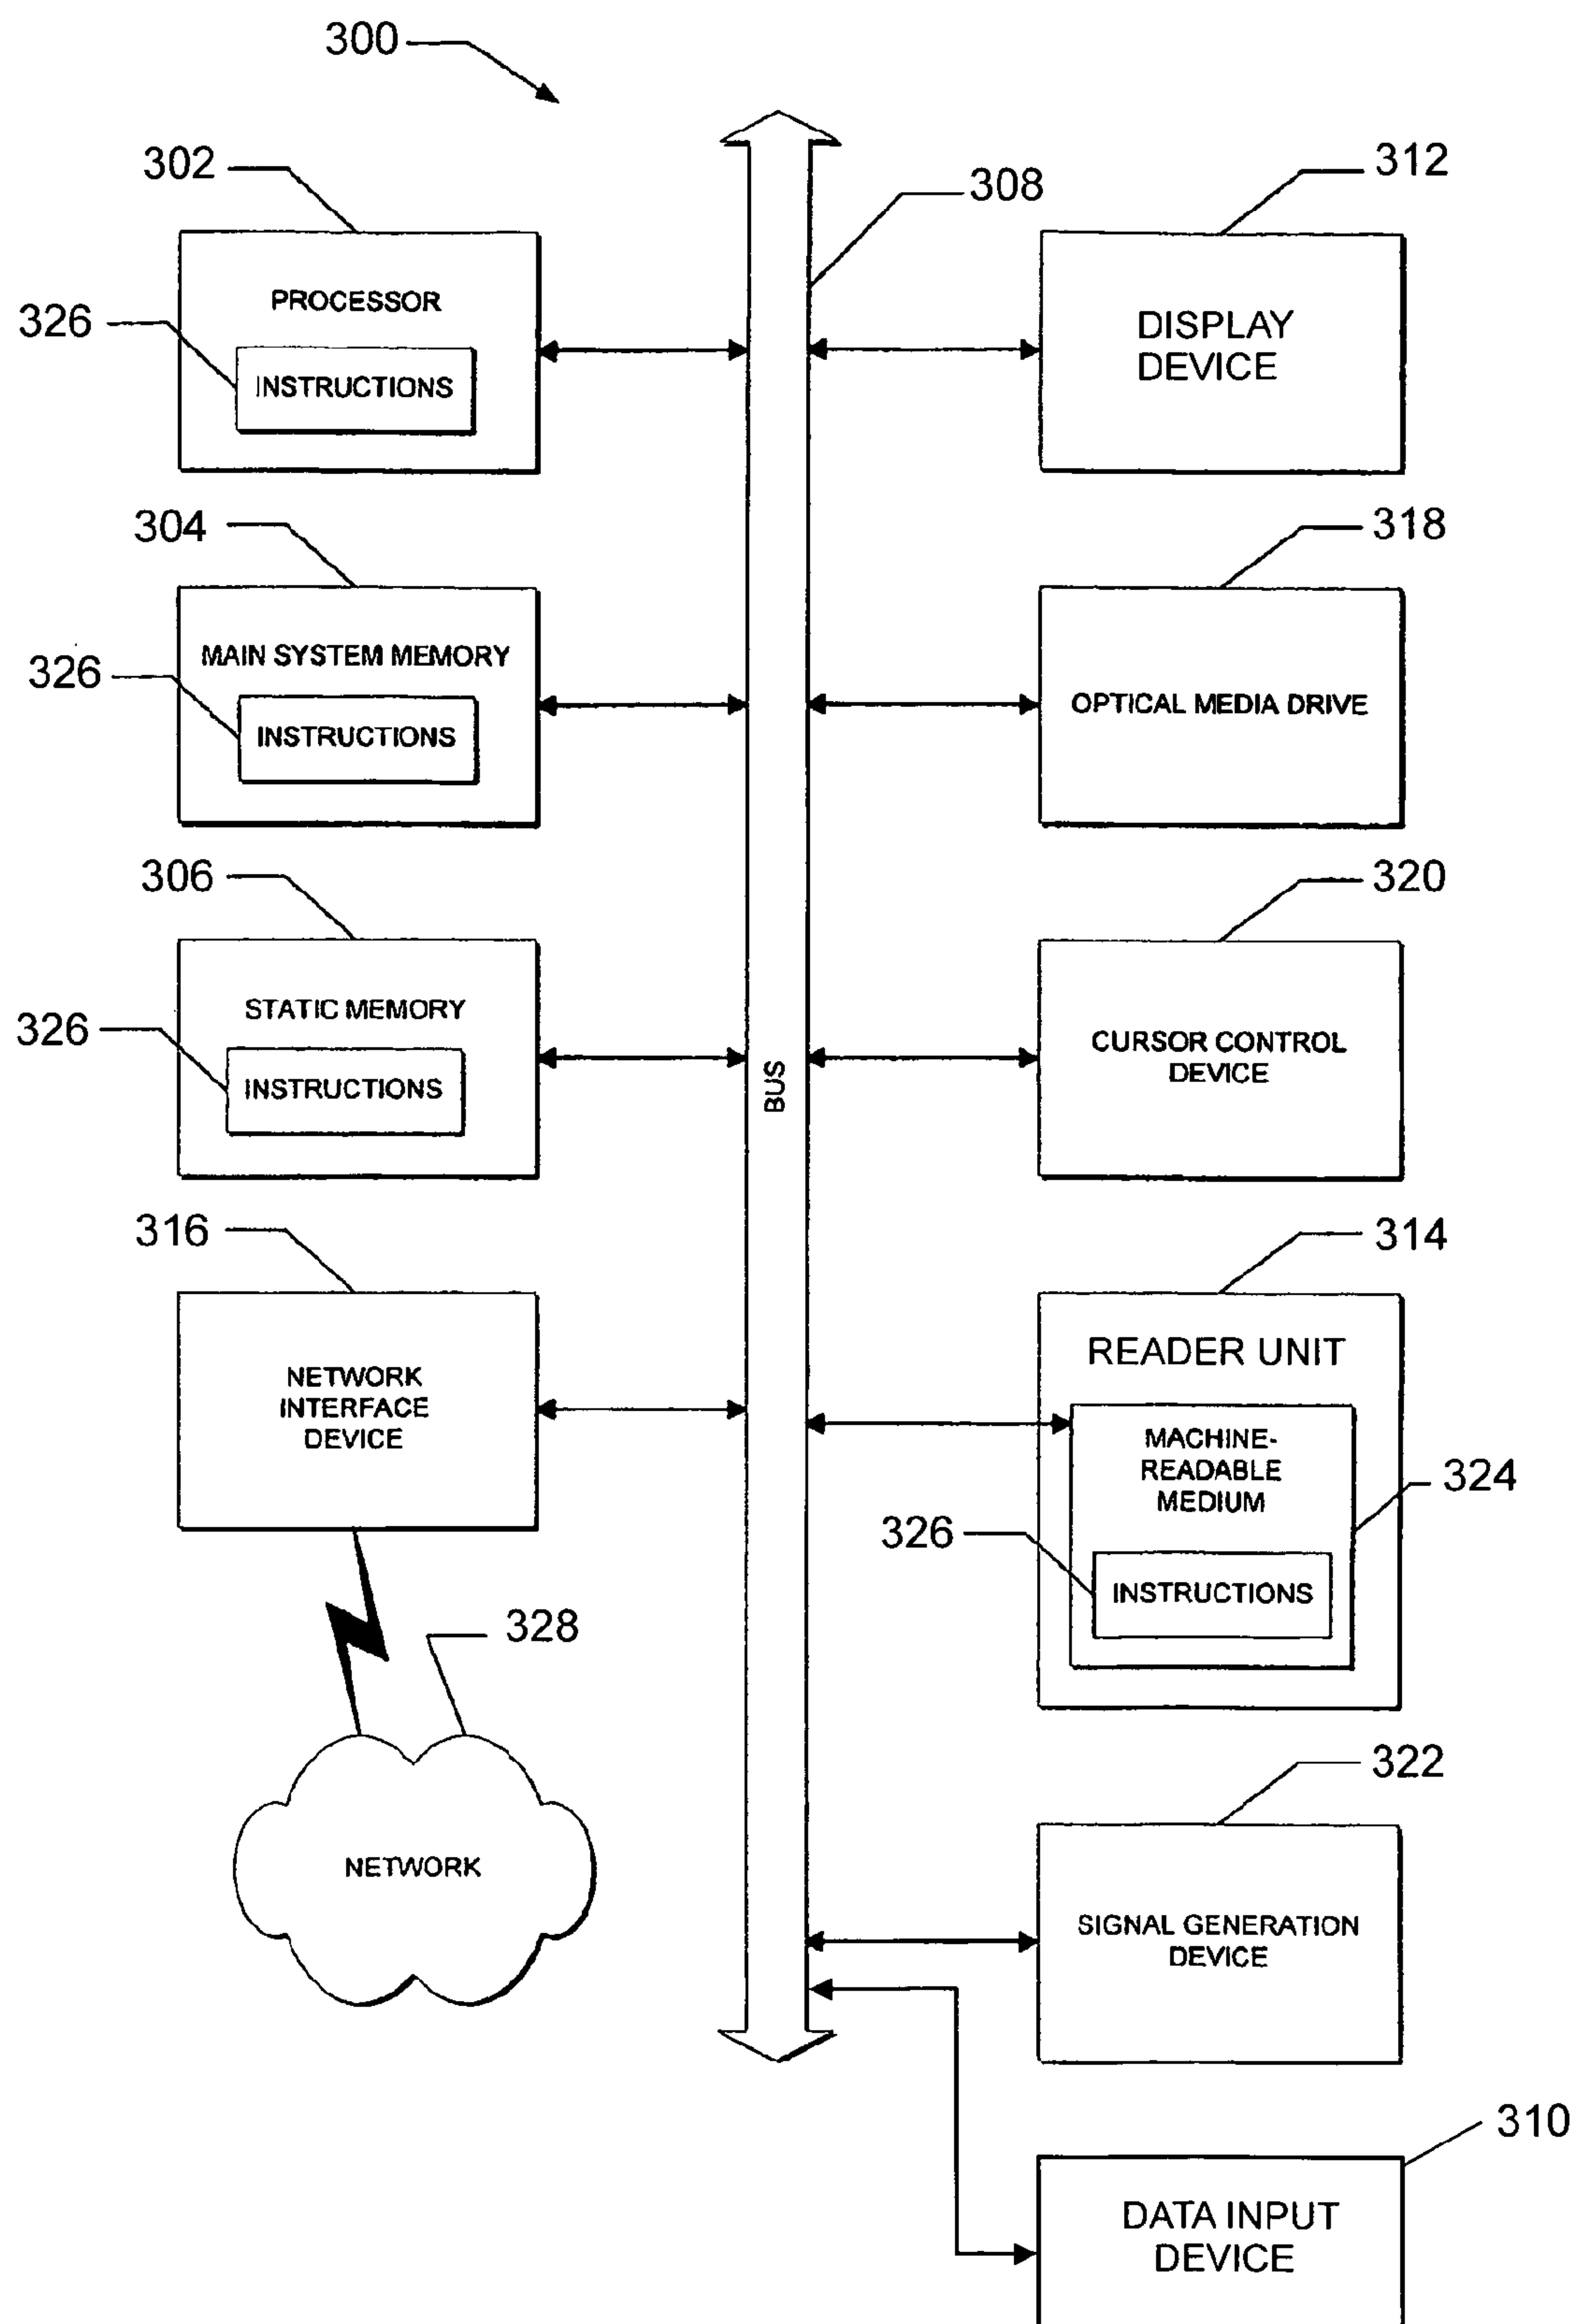 300
302
308
312
PROCESSOR
326
INSTRUCTIONS
DISPLAY
DEVICE
304
318
MAIN SYSTEM MEMORY
326
INSTRUCTIONS
OPTICAL MEDIA DRIVE
306
320
STATIC MEMORY
326
INSTRUCTIONS
BUS
CURSOR CONTROL
DEVICE
316
314
NETWORK
INTERFACE
DEVICE
READER UNIT
MACHINE-
READABLE
MEDIUM
324
326
INSTRUCTIONS
328
NETWORK
322
SIGNAL GENERATION
DEVICE
310
DATA INPUT
DEVICE